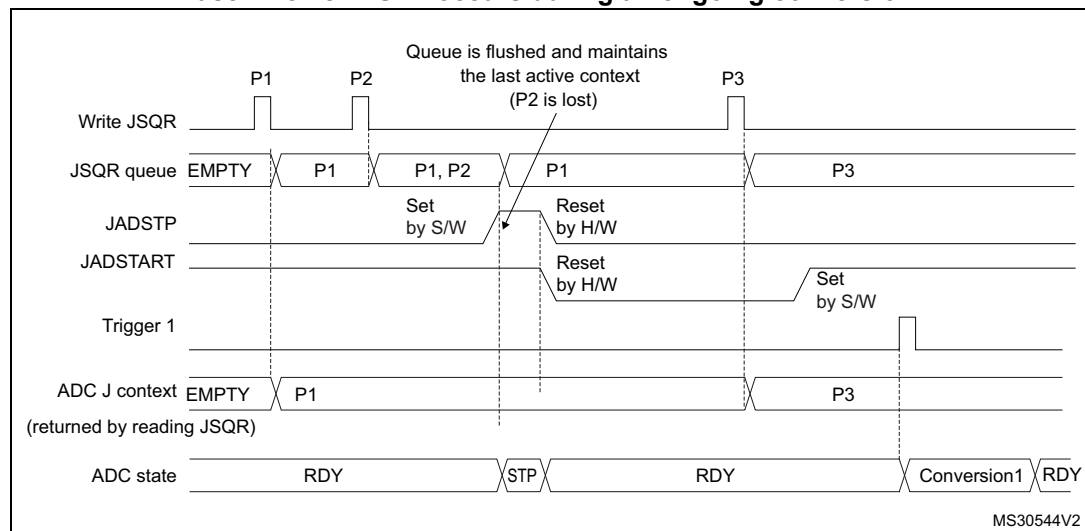 Queue is flushed and maintains
the last active context
(P2 is lost)
P1
P2
P3
Write JSQR
JSQR queue
EMPTY
P1
P1, P2
P1
P3
Set
by S/W
Reset
by H/W
JADSTP
JADSTART
Reset
by H/W
Set
by S/W
Trigger 1
ADC J context
EMPTY
P1
P3
(returned by reading JSQR)
ADC state
RDY
STP
RDY
Conversion1
RDY
MS30544V2